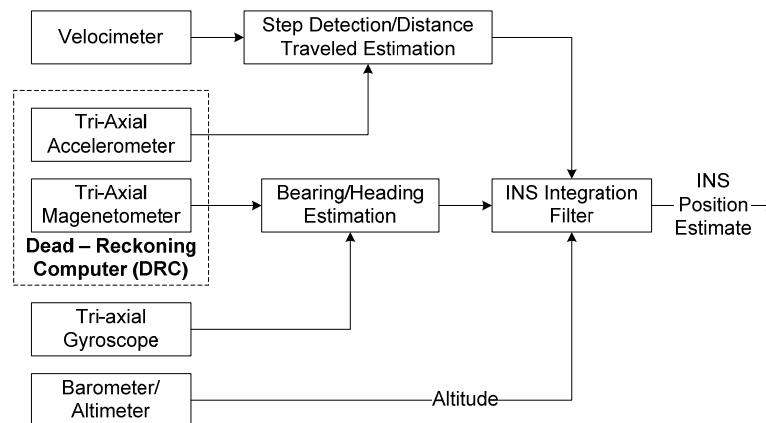 Velocimeter
Step Detection/Distance
Traveled Estimation
Tri-Axial
Accelerometer
Tri-Axial
Magenetometer
Dead – Reckoning
Computer (DRC)
Bearing/Heading
Estimation
INS Integration
Filter
INS
Position
Estimate
Tri-axial
Gyroscope
Barometer/
Altimeter
Altitude